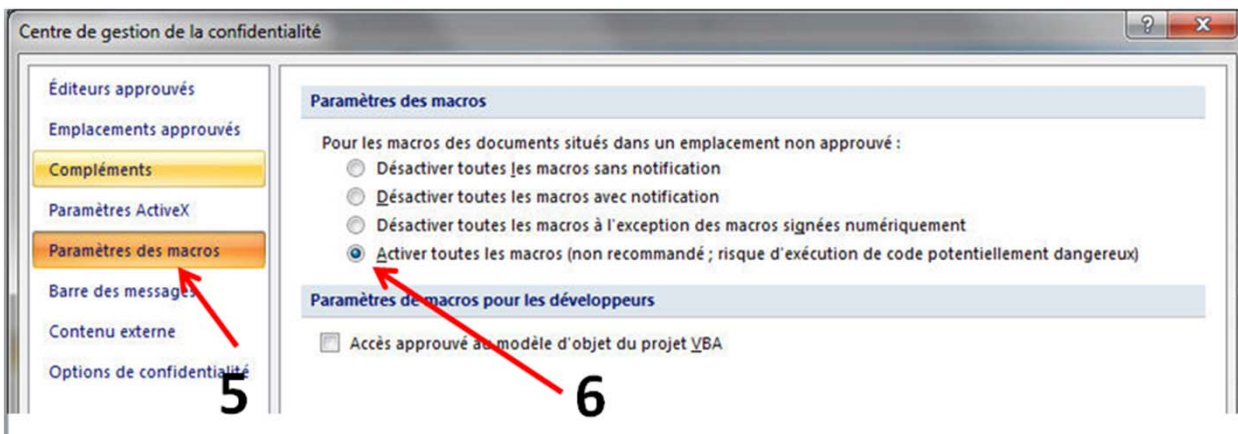 Centre de gestion de la confidentialité
Éditeurs approuvés
Emplacements approuvés
Compléments
Paramètres ActiveX
Paramètres des macros
Barre des messages
Contenu externe
Options de confidentialité
5
Paramètres des macros
Pour les macros des documents situés dans un emplacement non approuvé :
Désactiver toutes les macros sans notification
Désactiver toutes les macros avec notification
Désactiver toutes les macros à l'exception des macros signées numériquement
Activer toutes les macros (non recommandé ; risque d'exécution de code potentiellement dangereux)
Paramètres de macros pour les développeurs
Accès approuvé au modèle d'objet du projet VBA
6